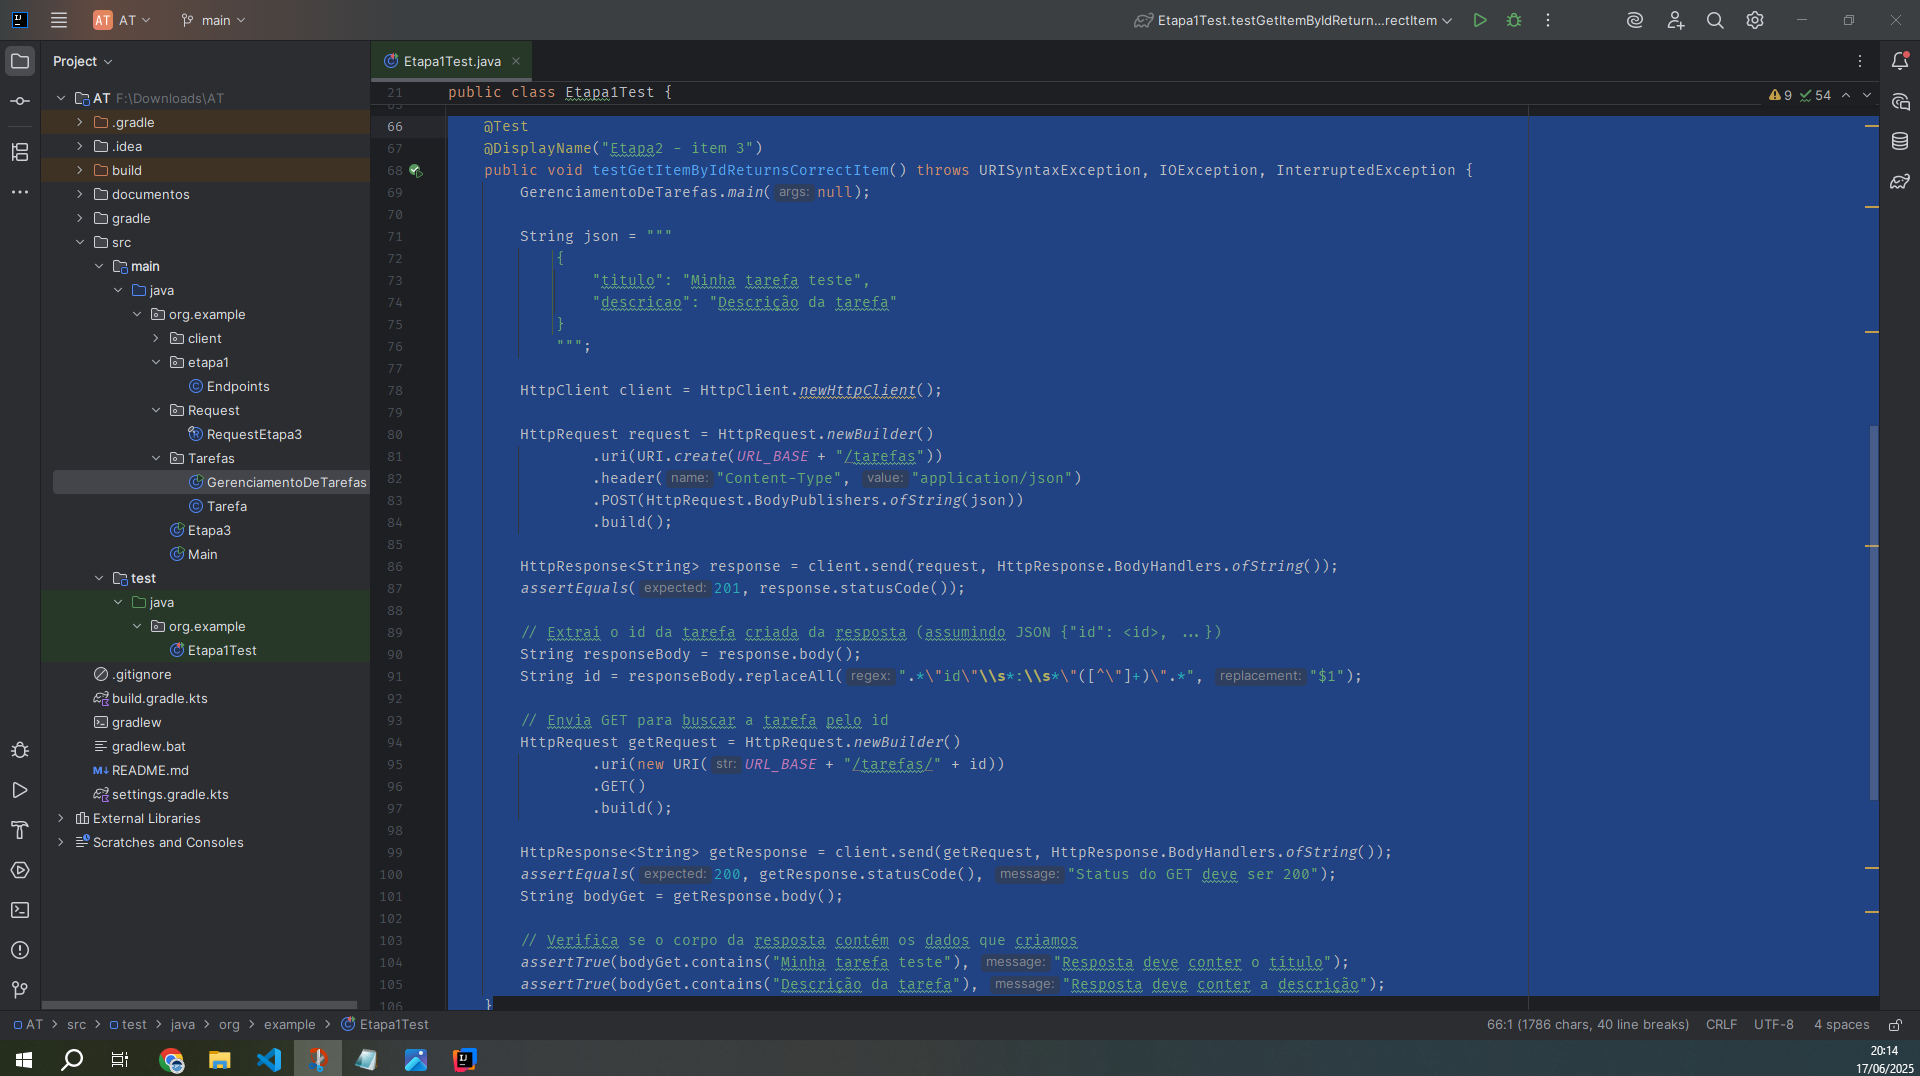 AT AT main Etapa1Test.testGetItemByIdReturn...rectItem
Project
Etapa1Test.java
AT F:\Downloads\AT
.gradle
.idea
build
documentos
gradle
src
main
java
org.example
client
etapa1
Endpoints
Request
RequestEtapa3
Tarefas
GerenciamentoDeTarefas
Tarefa
Etapa3
Main
test
java
org.example
Etapa1Test
.gitignore
build.gradle.kts
gradlew
gradlew.bat
M↓ README.md
settings.gradle.kts
External Libraries
Scratches and Consoles
21 public class Etapa1Test {
9 54
66 @Test
67 @DisplayName("Etapa2 - item 3")
68 public void testGetItemByIdReturnsCorrectItem() throws URISyntaxException, IOException, InterruptedException {
69 GerenciamentoDeTarefas.main( args: null);
70
71 String json = """
72 {
73 "titulo": "Minha tarefa teste",
74 "descricao": "Descrição da tarefa"
75 }
76 """;
77
78 HttpClient client = HttpClient.newHttpClient();
79
80 HttpRequest request = HttpRequest.newBuilder()
81 .uri(URI.create(URL_BASE + "/tarefas"))
82 .header( name: "Content-Type", value: "application/json")
83 .POST(HttpRequest.BodyPublishers.ofString(json))
84 .build();
85
86 HttpResponse<String> response = client.send(request, HttpResponse.BodyHandlers.ofString());
87 assertEquals( expected: 201, response.statusCode());
88
89 // Extrai o id da tarefa criada da resposta (assumindo JSON {"id": <id>, ...})
90 String responseBody = response.body();
91 String id = responseBody.replaceAll( regex: ".*\"id\"\\s*:\\s*\"([^\"]+)\".*", replacement: "$1");
92
93 // Envia GET para buscar a tarefa pelo id
94 HttpRequest getRequest = HttpRequest.newBuilder()
95 .uri(new URI( str: URL_BASE + "/tarefas/" + id))
96 .GET()
97 .build();
98
99 HttpResponse<String> getResponse = client.send(getRequest, HttpResponse.BodyHandlers.ofString());
100 assertEquals( expected: 200, getResponse.statusCode(), message: "Status do GET deve ser 200");
101 String bodyGet = getResponse.body();
102
103 // Verifica se o corpo da resposta contém os dados que criamos
104 assertTrue(bodyGet.contains("Minha tarefa teste"), message: "Resposta deve conter o título");
105 assertTrue(bodyGet.contains("Descrição da tarefa"), message: "Resposta deve conter a descrição");
106 }
AT > src > test > java > org > example > Etapa1Test
66:1 (1786 chars, 40 line breaks) CRLF UTF-8 4 spaces
20:14
17/06/2025